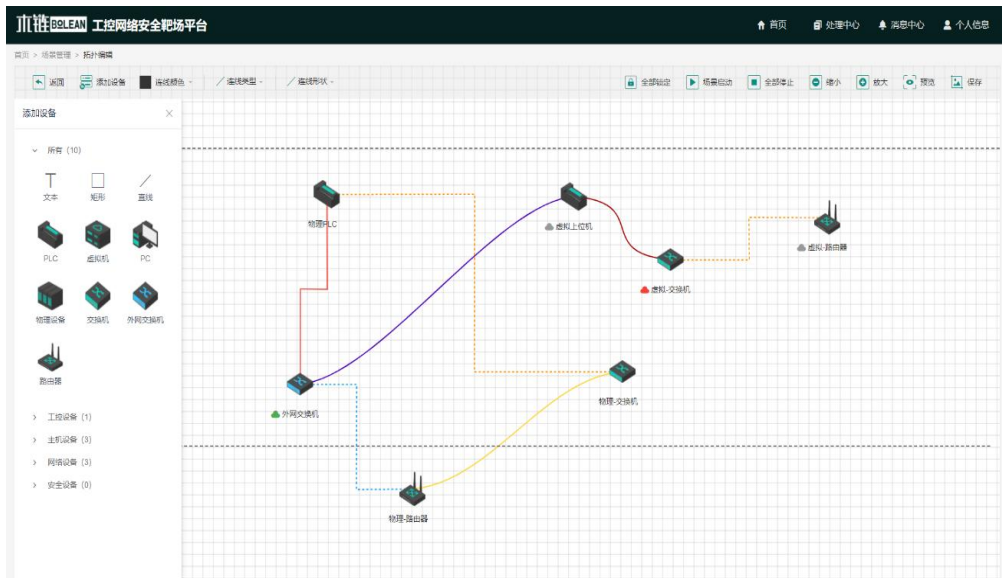 木链 BOLEAN 工控网络安全靶场平台
首页 处理中心 消息中心 个人信息
首页 > 场景管理 > 拓扑编辑
返回 添加设备 连线颜色 连线类型 连线形状 全部锁定 场景启动 全部停止 缩小 放大 预览 保存
添加设备
所有 (10)
文本 矩形 直线
PLC 虚拟机 PC
物理设备 交换机 外网交换机
路由器
工控设备 (1)
主机设备 (3)
网络设备 (3)
安全设备 (0)
物理PLC
虚拟上位机
虚拟-路由器
虚拟-交换机
物理-交换机
外网交换机
物理-路由器